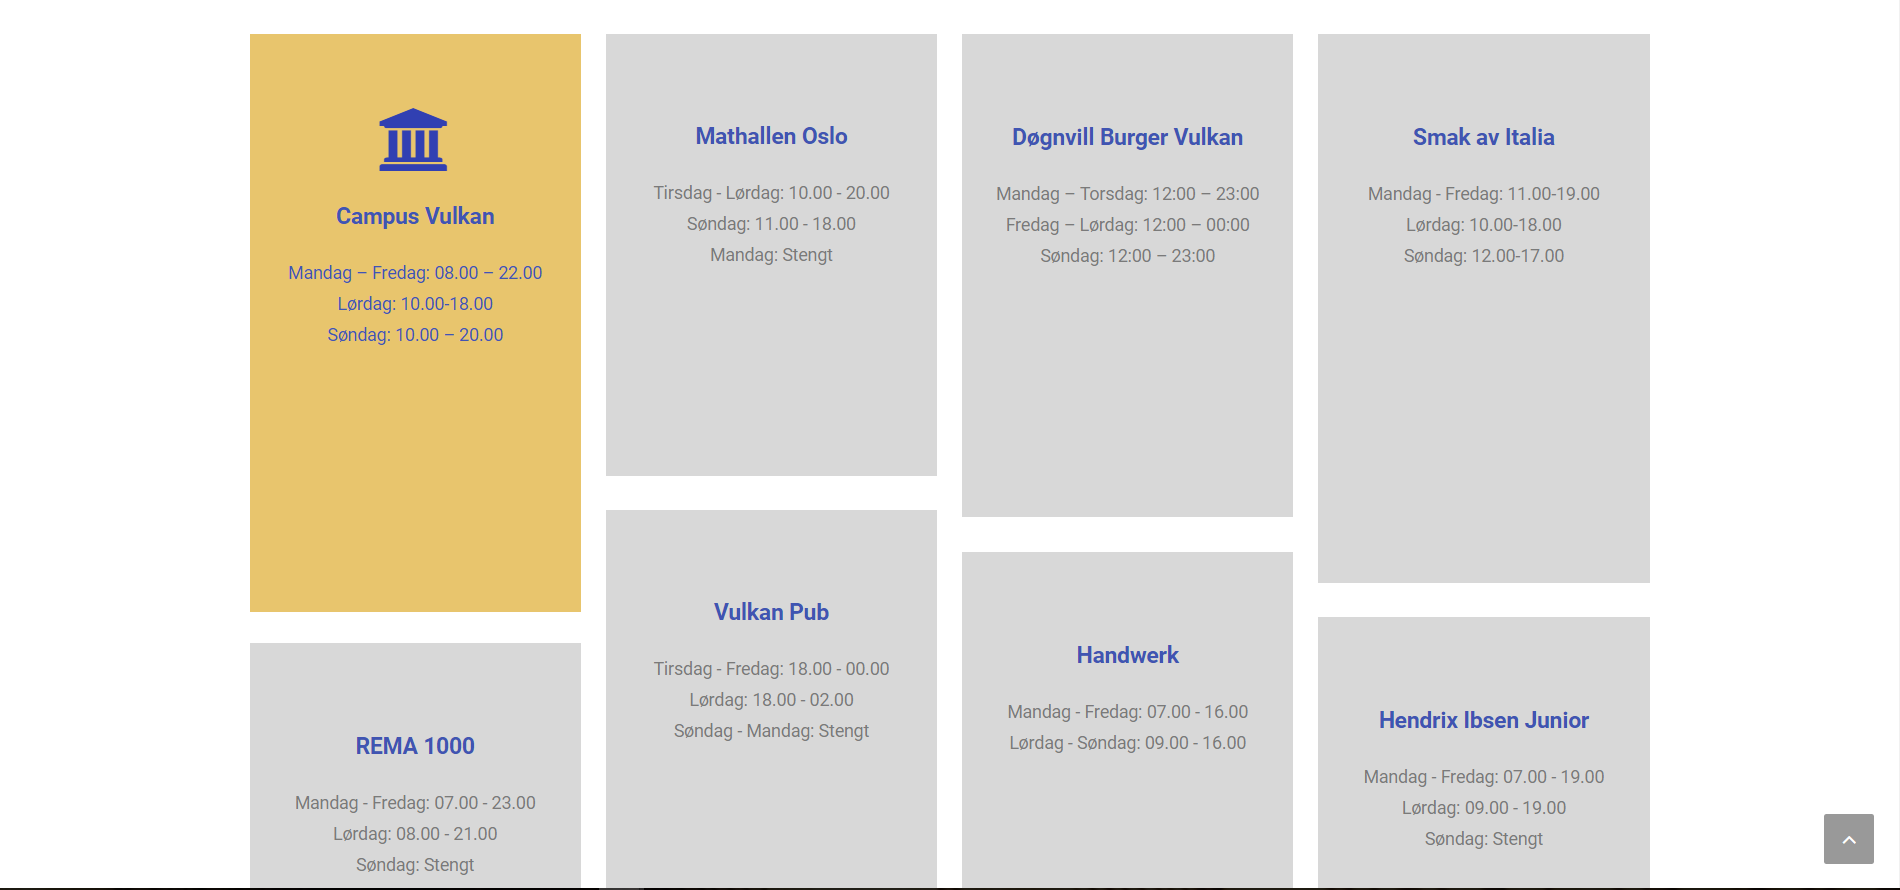 Campus Vulkan
Mandag – Fredag: 08.00 – 22.00
Lørdag: 10.00-18.00
Søndag: 10.00 – 20.00
Mathallen Oslo
Tirsdag - Lørdag: 10.00 - 20.00
Søndag: 11.00 - 18.00
Mandag: Stengt
Døgnvill Burger Vulkan
Mandag – Torsdag: 12:00 – 23:00
Fredag – Lørdag: 12:00 – 00:00
Søndag: 12:00 – 23:00
Smak av Italia
Mandag - Fredag: 11.00-19.00
Lørdag: 10.00-18.00
Søndag: 12.00-17.00
REMA 1000
Mandag - Fredag: 07.00 - 23.00
Lørdag: 08.00 - 21.00
Søndag: Stengt
Vulkan Pub
Tirsdag - Fredag: 18.00 - 00.00
Lørdag: 18.00 - 02.00
Søndag - Mandag: Stengt
Handwerk
Mandag - Fredag: 07.00 - 16.00
Lørdag - Søndag: 09.00 - 16.00
Hendrix Ibsen Junior
Mandag - Fredag: 07.00 - 19.00
Lørdag: 09.00 - 19.00
Søndag: Stengt